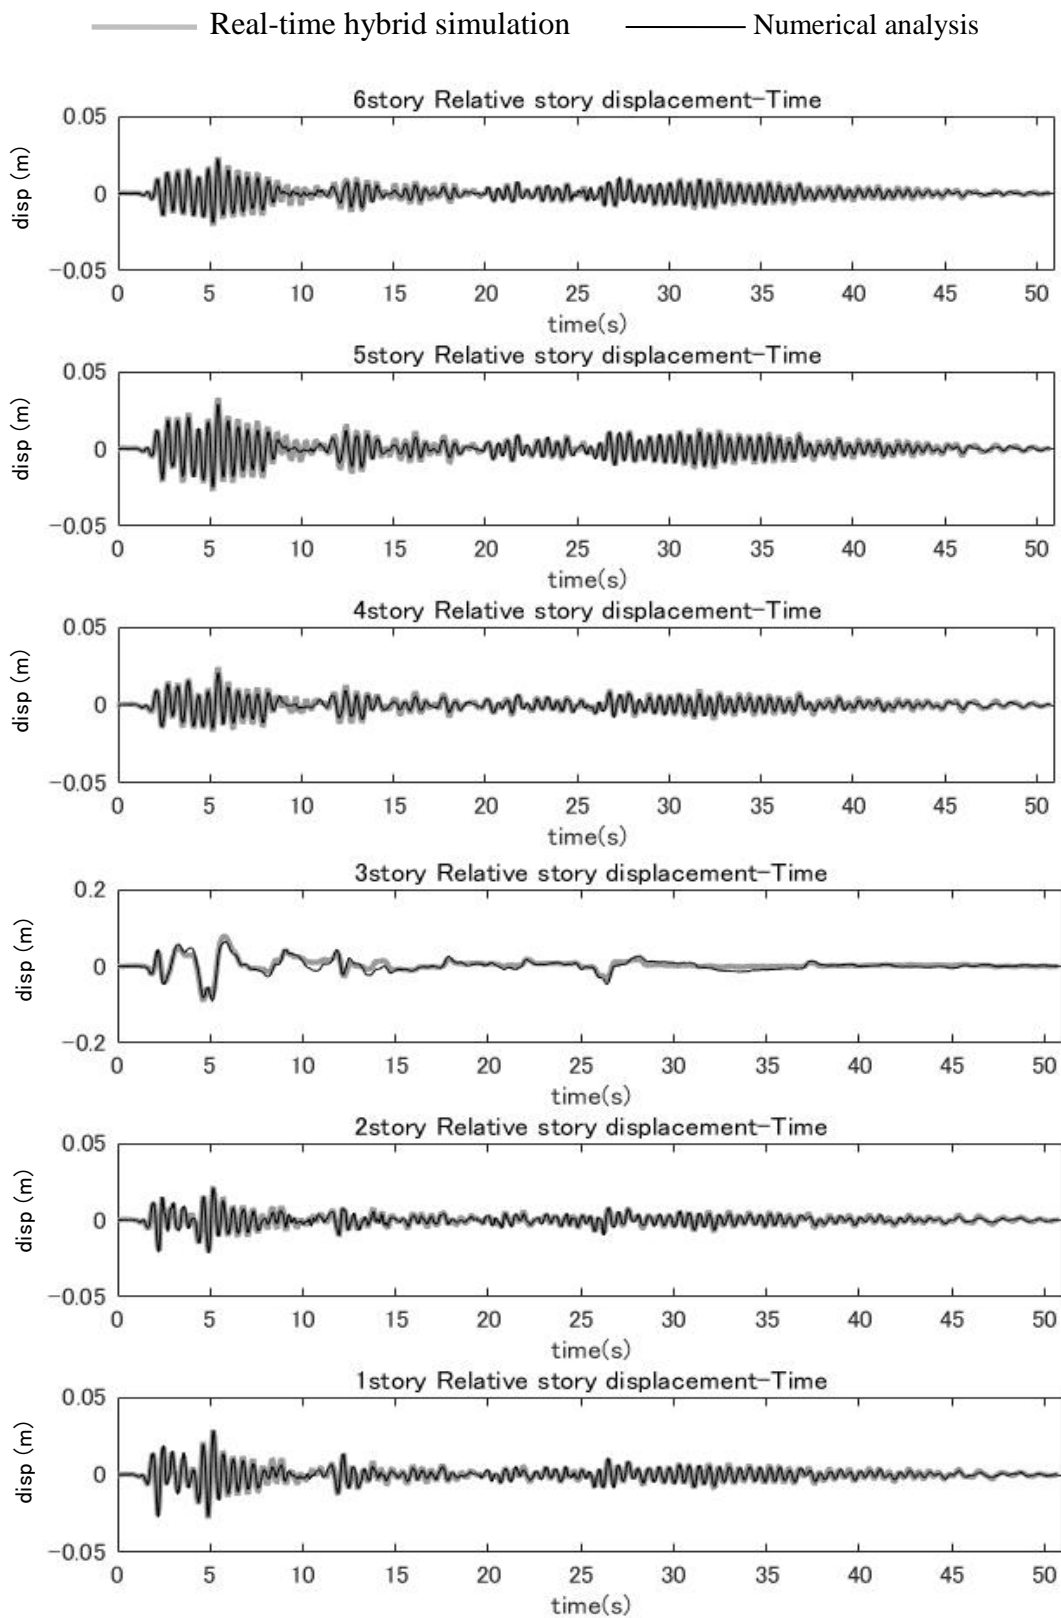 Real-time hybrid simulation
Numerical analysis
6story Relative story displacement-Time
0.05
0
-0.05
disp (m)
0 5 10 15 20 25 30 35 40 45 50
time(s)
5story Relative story displacement-Time
0.05
0
-0.05
disp (m)
0 5 10 15 20 25 30 35 40 45 50
time(s)
4story Relative story displacement-Time
0.05
0
-0.05
disp (m)
0 5 10 15 20 25 30 35 40 45 50
time(s)
3story Relative story displacement-Time
0.2
0
-0.2
disp (m)
0 5 10 15 20 25 30 35 40 45 50
time(s)
2story Relative story displacement-Time
0.05
0
-0.05
disp (m)
0 5 10 15 20 25 30 35 40 45 50
time(s)
1story Relative story displacement-Time
0.05
0
-0.05
disp (m)
0 5 10 15 20 25 30 35 40 45 50
time(s)